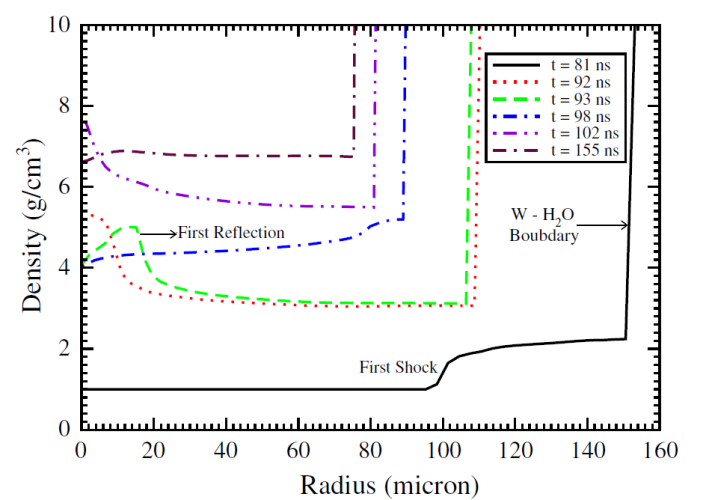 10
8
6
4
2
0
Density (g/cm³)
t = 81 ns
t = 92 ns
t = 93 ns
t = 98 ns
t = 102 ns
t = 155 ns
W - H₂O
Boubdary
First Reflection
First Shock
0 20 40 60 80 100 120 140 160
Radius (micron)